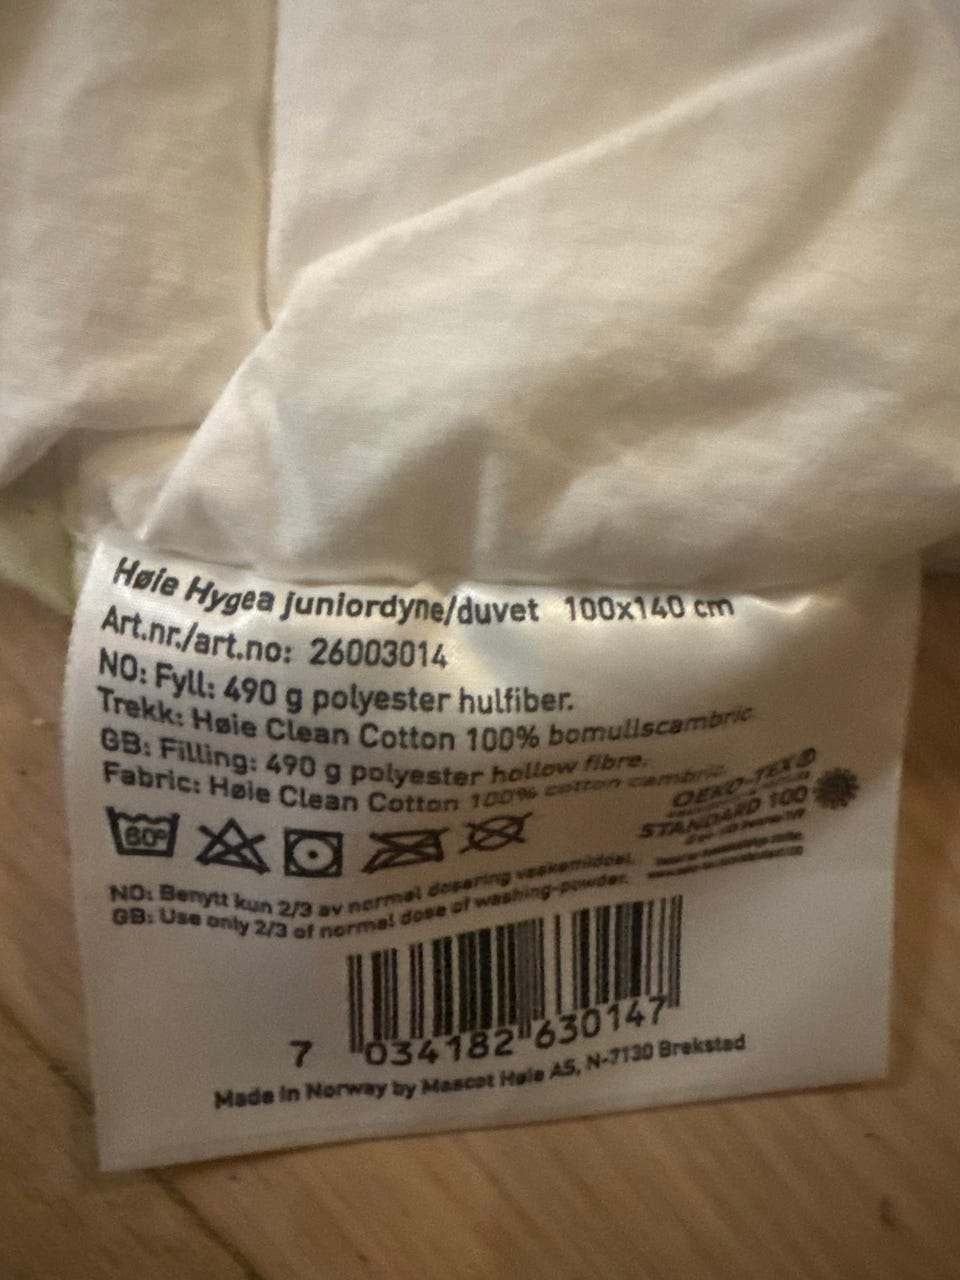 Høie Hygea juniordyne/duvet 100x140 cm
Art.nr./art.no: 26003014
NO: Fyll: 490 g polyester hulfiber.
Trekk: Høie Clean Cotton 100% bomullscambric
GB: Filling: 490 g polyester hollow fibre.
Fabric: Høie Clean Cotton 100% cotton cambric.
OEKO-TEX®
STANDARD 100
60°
NO: Benytt kun 2/3 av normal dosering vaskemiddel.
GB: Use only 2/3 of normal dose of washing-powder.
7 034182 630147
Made in Norway by Mascot Høie AS, N-7130 Brekstad